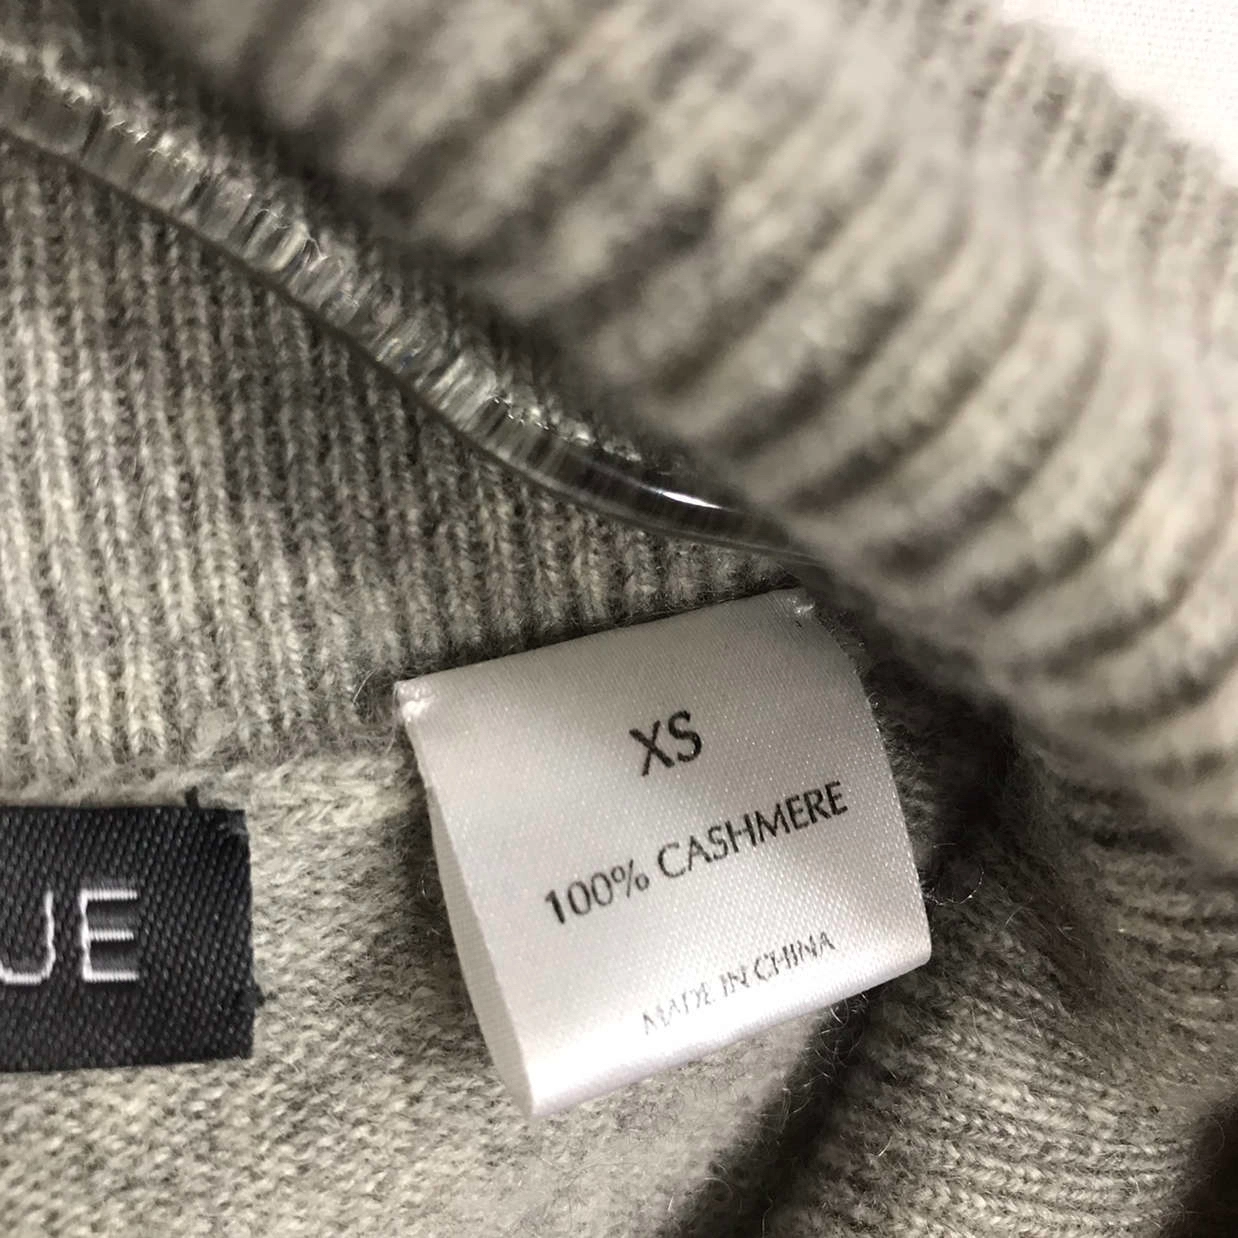 XS
100% CASHMERE
MADE IN CHINA
UE